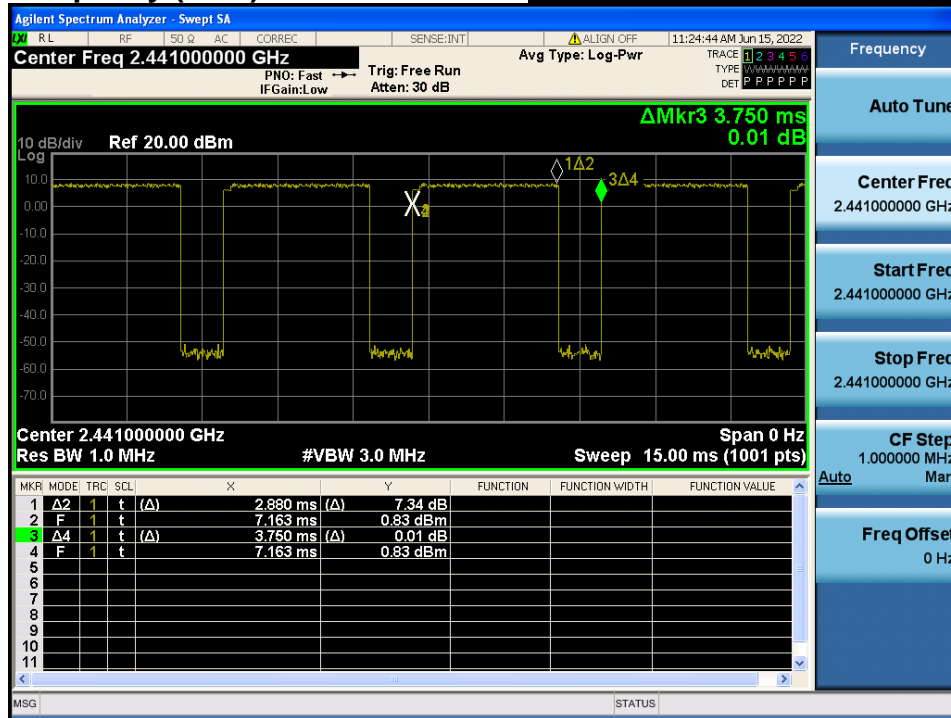 Agilent Spectrum Analyzer - Swept SA
LXI RL RF 50 Ω AC CORREC SENSE:INT ALIGN OFF 11:24:44 AM Jun 15, 2022
Center Freq 2.441000000 GHz
PNO: Fast
IFGain:Low
Trig: Free Run
Atten: 30 dB
Avg Type: Log-Pwr
TRACE 1 2 3 4 5 6
TYPE
DET P P P P P P
ΔMkr3 3.750 ms
0.01 dB
10 dB/div Ref 20.00 dBm
Log
10.0
0.00
-10.0
-20.0
-30.0
-40.0
-50.0
-60.0
-70.0
1Δ2
3Δ4
Center 2.441000000 GHz Span 0 Hz
Res BW 1.0 MHz #VBW 3.0 MHz Sweep 15.00 ms (1001 pts)
MKR MODE TRC SCL X Y FUNCTION FUNCTION WIDTH FUNCTION VALUE
1 Δ2 1 t (Δ) 2.880 ms (Δ) 7.34 dB
2 F 1 t 7.163 ms 0.83 dBm
3 Δ4 1 t (Δ) 3.750 ms (Δ) 0.01 dB
4 F 1 t 7.163 ms 0.83 dBm
5
6
7
8
9
10
11
MSG STATUS
Frequency
Auto Tune
Center Freq
2.441000000 GHz
Start Freq
2.441000000 GHz
Stop Freq
2.441000000 GHz
CF Step
1.000000 MHz
Auto Man
Freq Offset
0 Hz